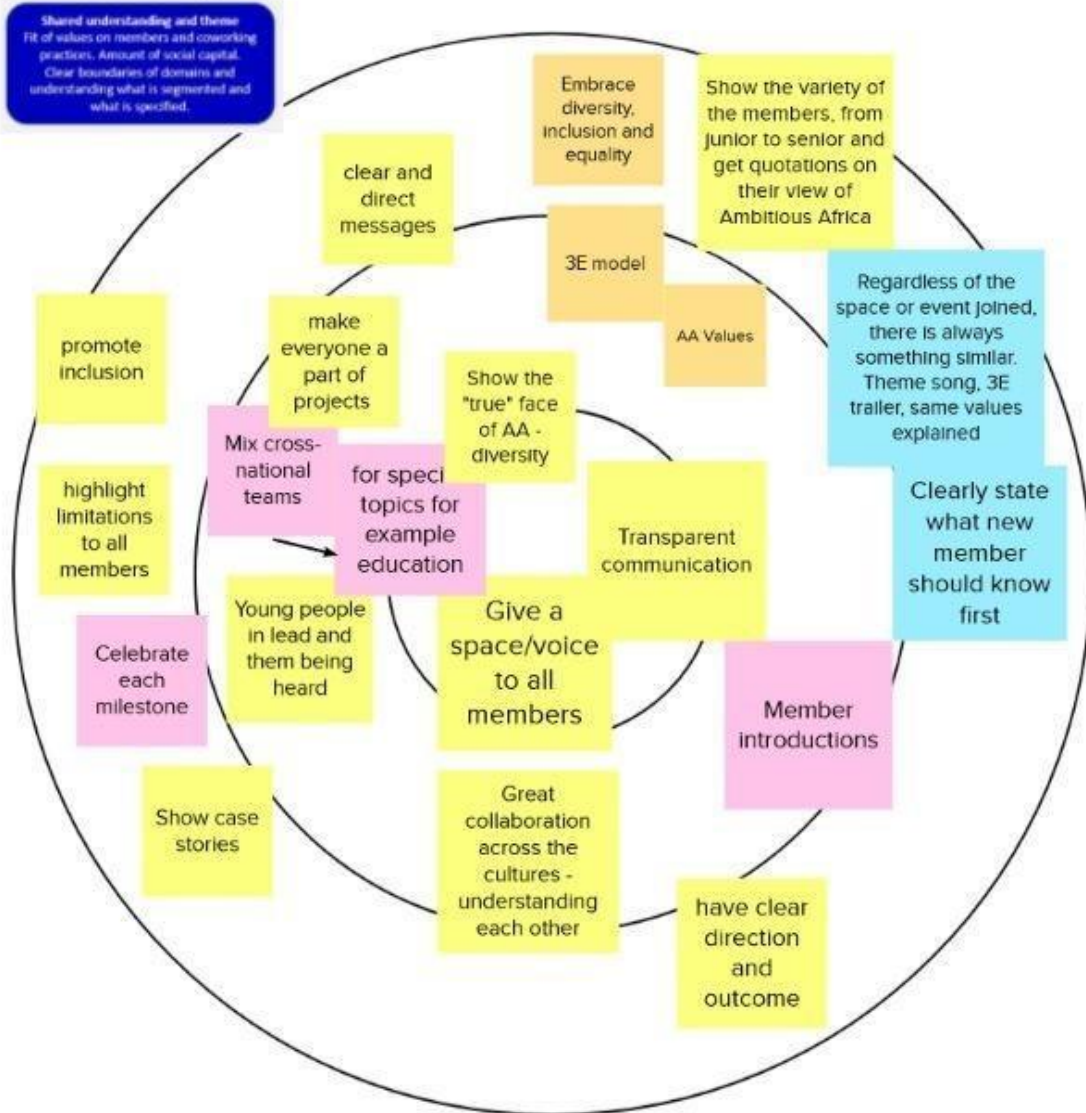 Shared understanding and theme
Fit of values on members and coworking
practices. Amount of social capital.
Clear boundaries of domains and
understanding what is segmented and
what is specified.
Embrace
diversity,
inclusion and
equality
Show the variety
of the members, from
junior to senior and
get quotations on
their view of
Ambitious Africa
clear and
direct
messages
3E model
AA Values
Regardless of the
space or event joined,
there is always
something similar.
Theme song, 3E
trailer, same values
explained
promote
inclusion
make
everyone a
part of
projects
Show the
"true" face
of AA -
diversity
Mix cross-
national
teams
for speci
topics for
example
education
highlight
limitations
to all
members
Transparent
communication
Clearly state
what new
member
should know
first
Young people
in lead and
them being
heard
Give a
space/voice
to all
members
Celebrate
each
milestone
Member
introductions
Show case
stories
Great
collaboration
across the
cultures -
understanding
each other
have clear
direction
and
outcome